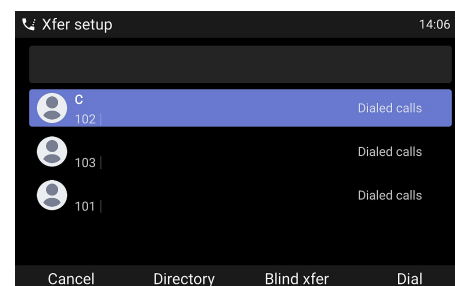 Xfer setup 14:06
C
102 | Dialed calls
103 | Dialed calls
101 | Dialed calls
Cancel Directory Blind xfer Dial